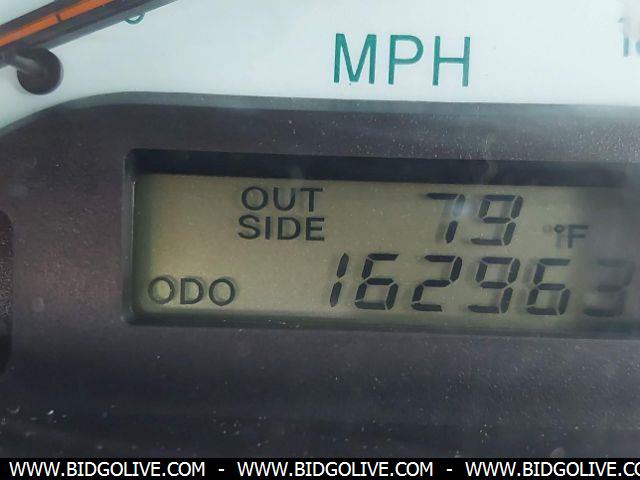 MPH
OUT SIDE 79 °F
ODO 162963
WWW.BIDGOLIVE.COM - WWW.BIDGOLIVE.COM - WWW.BIDGOLIVE.COM